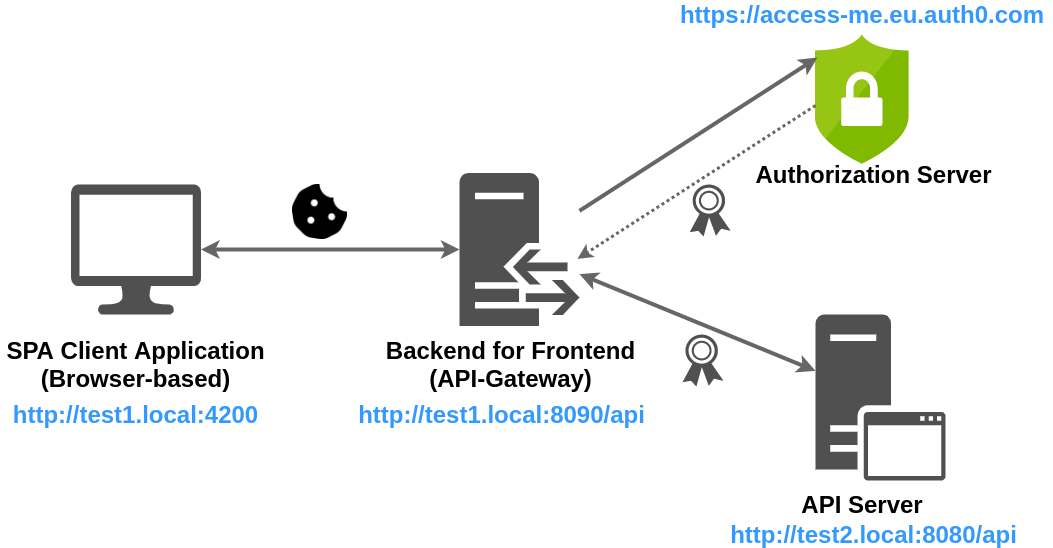 https://access-me.eu.auth0.com
Authorization Server
SPA Client Application
(Browser-based)
http://test1.local:4200
Backend for Frontend
(API-Gateway)
http://test1.local:8090/api
API Server
http://test2.local:8080/api